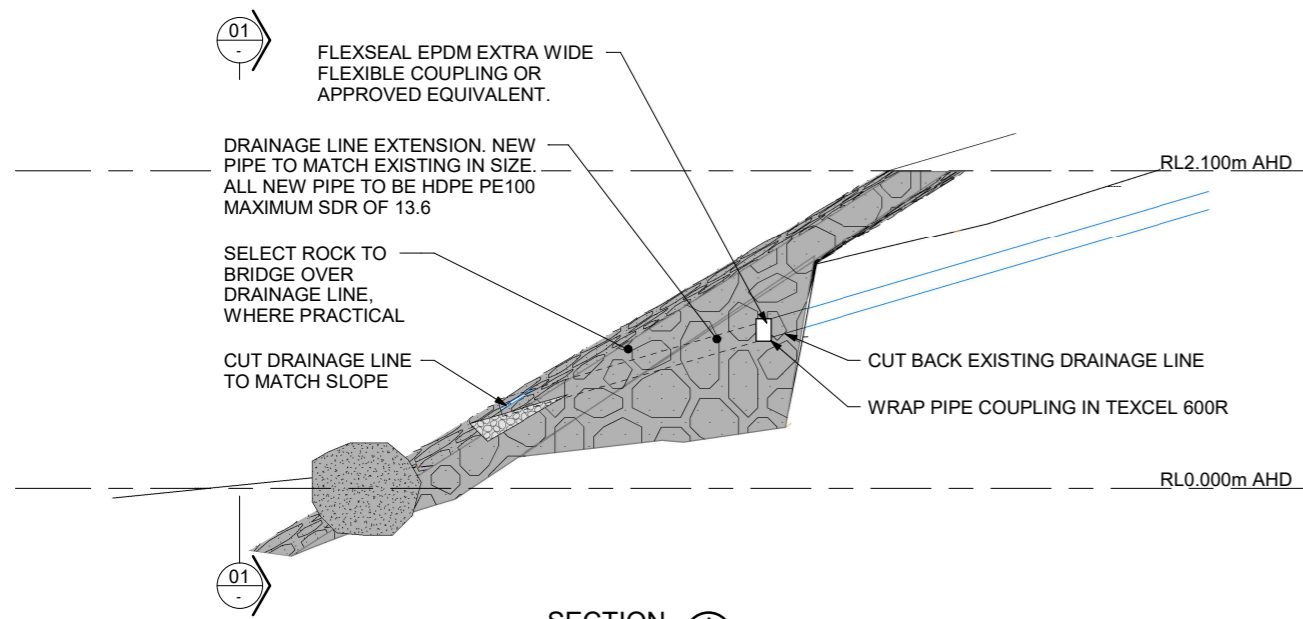 01
-
FLEXSEAL EPDM EXTRA WIDE
FLEXIBLE COUPLING OR
APPROVED EQUIVALENT.
DRAINAGE LINE EXTENSION. NEW
PIPE TO MATCH EXISTING IN SIZE.
ALL NEW PIPE TO BE HDPE PE100
MAXIMUM SDR OF 13.6
RL2.100m AHD
SELECT ROCK TO
BRIDGE OVER
DRAINAGE LINE,
WHERE PRACTICAL
CUT DRAINAGE LINE
TO MATCH SLOPE
CUT BACK EXISTING DRAINAGE LINE
WRAP PIPE COUPLING IN TEXCEL 600R
RL0.000m AHD
01
-
SECTION